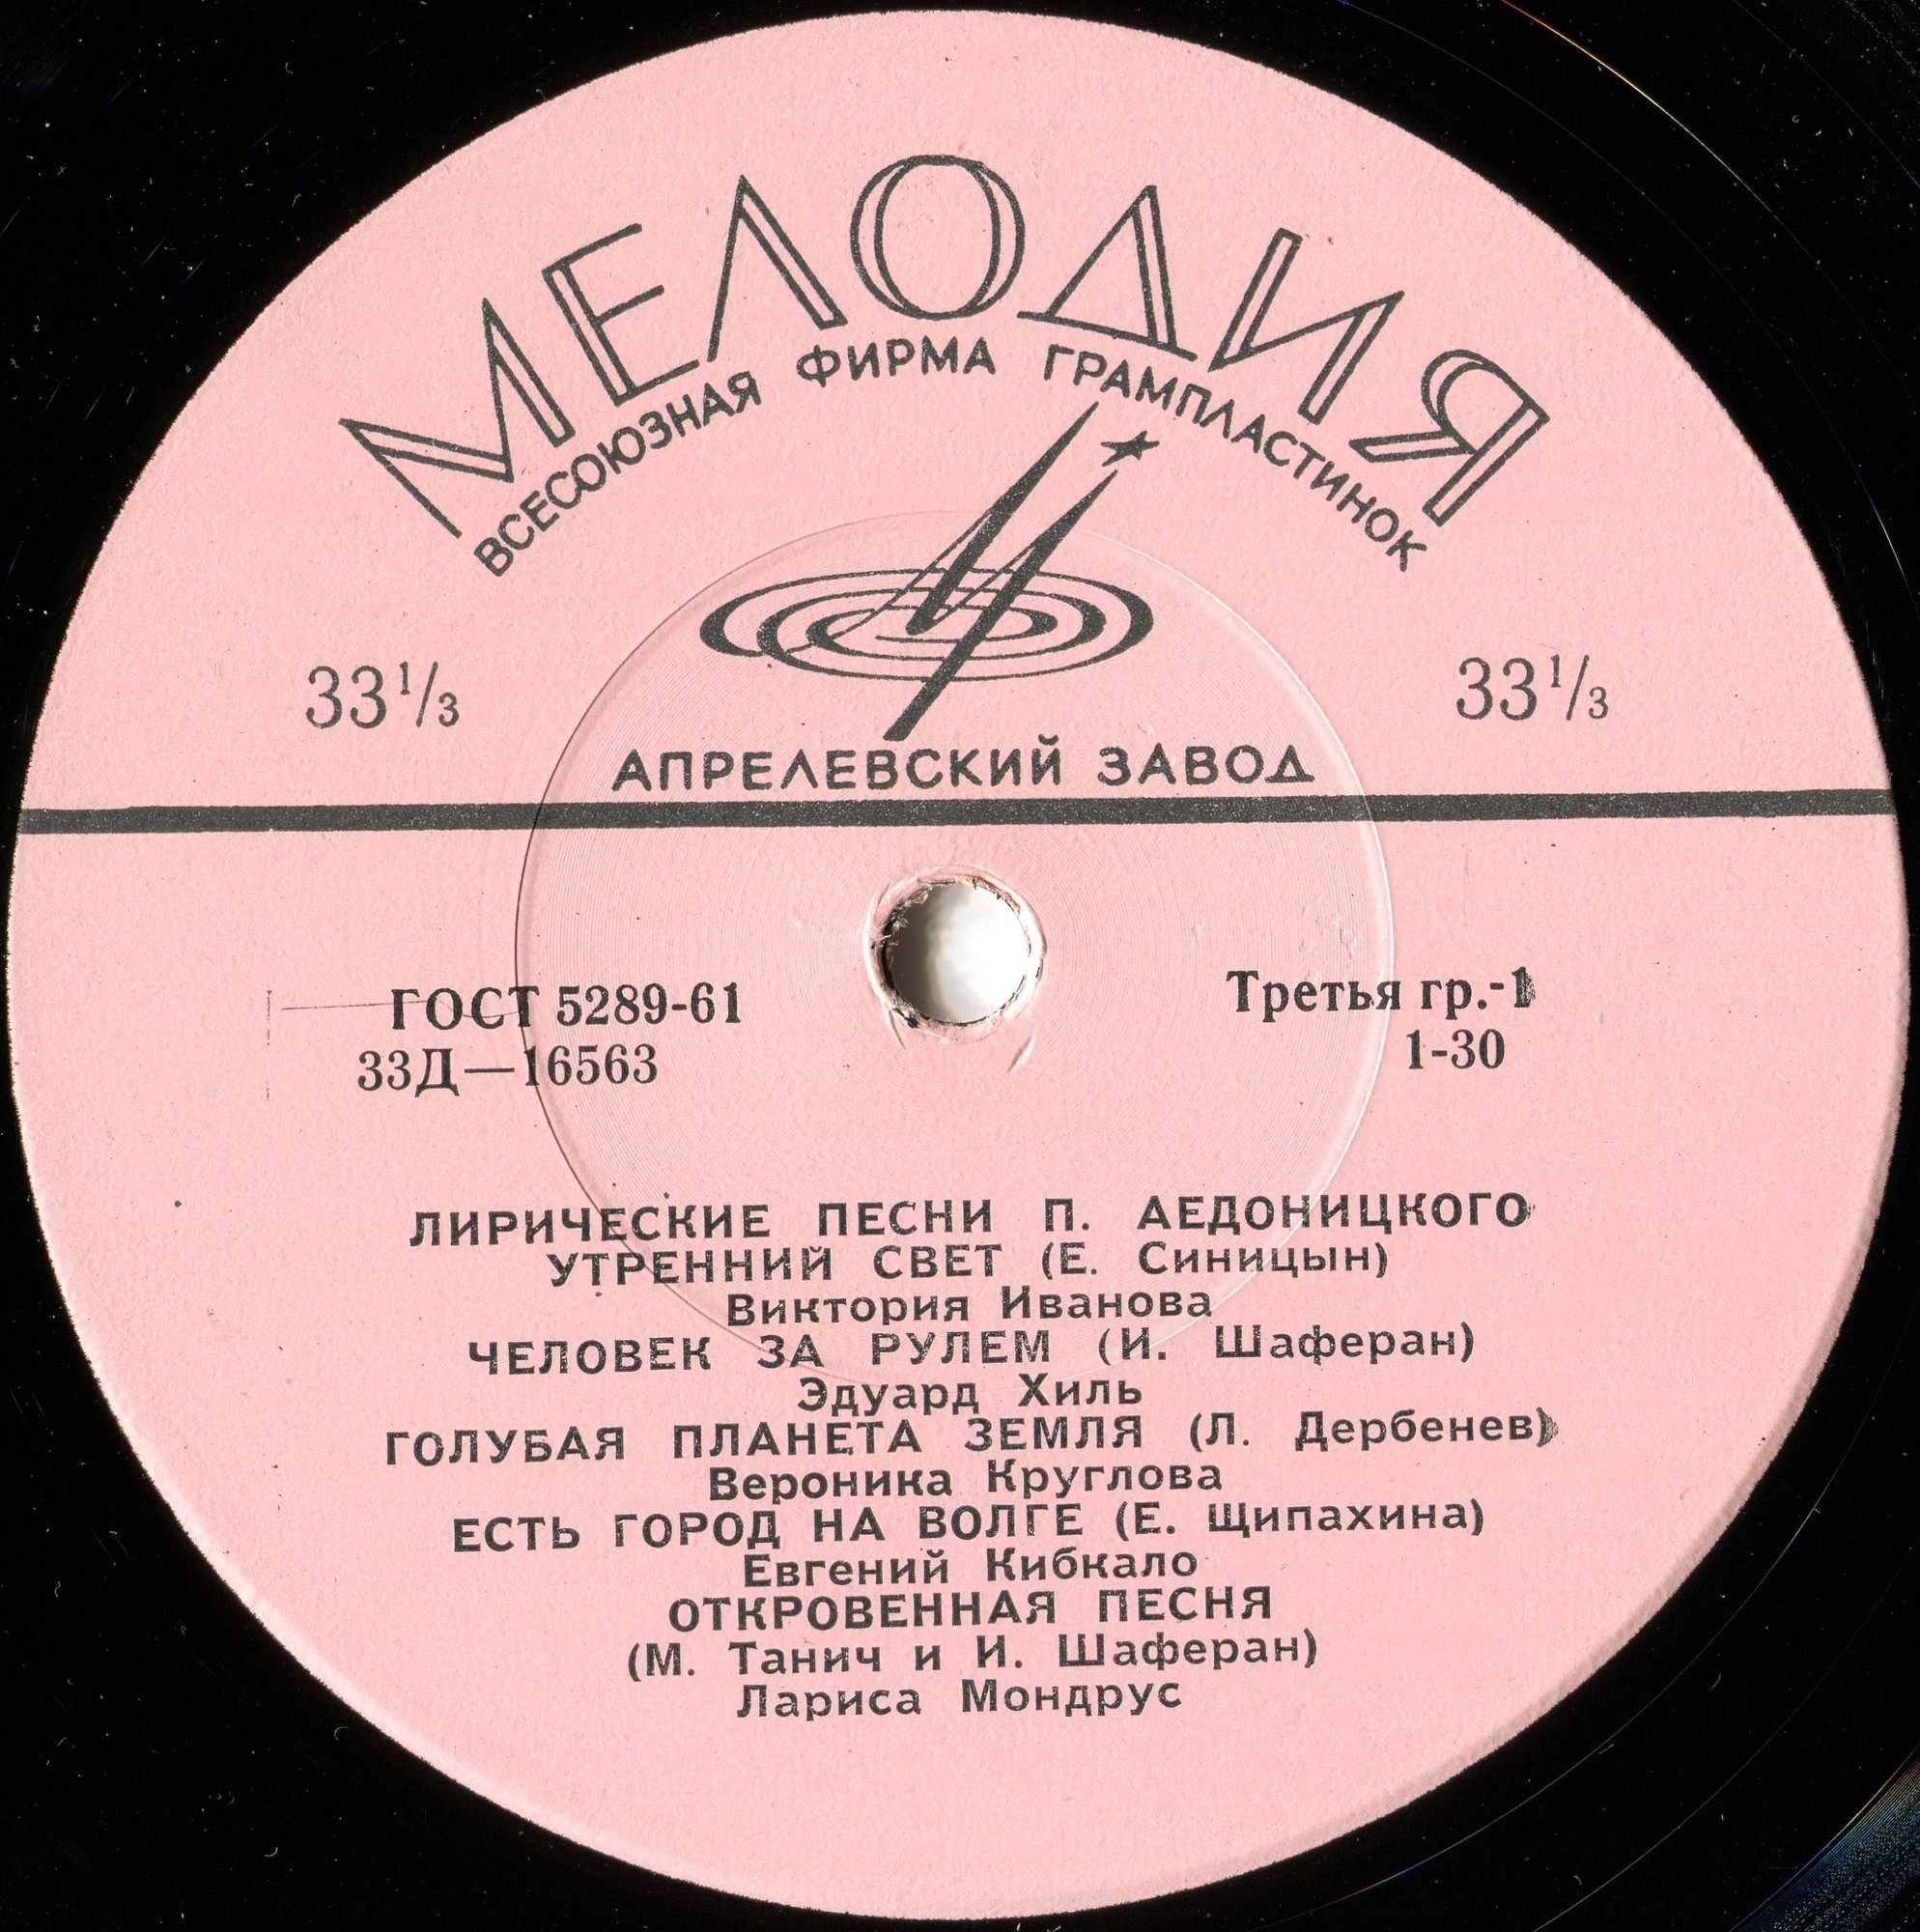 МЕЛОДИЯ
ВСЕСОЮЗНАЯ ФИРМА ГРАМПЛАСТИНОК
33 1/3
33 1/3
АПРЕЛЕВСКИЙ ЗАВОД
ГОСТ 5289-61
33Д—16563
Третья гр.-1
1-30
ЛИРИЧЕСКИЕ ПЕСНИ П. АЕДОНИЦКОГО
УТРЕННИЙ СВЕТ (Е. Синицын)
Виктория Иванова
ЧЕЛОВЕК ЗА РУЛЕМ (И. Шаферан)
Эдуард Хиль
ГОЛУБАЯ ПЛАНЕТА ЗЕМЛЯ (Л. Дербенев)
Вероника Круглова
ЕСТЬ ГОРОД НА ВОЛГЕ (Е. Щипахина)
Евгений Кибкало
ОТКРОВЕННАЯ ПЕСНЯ
(М. Танич и И. Шаферан)
Лариса Мондрус